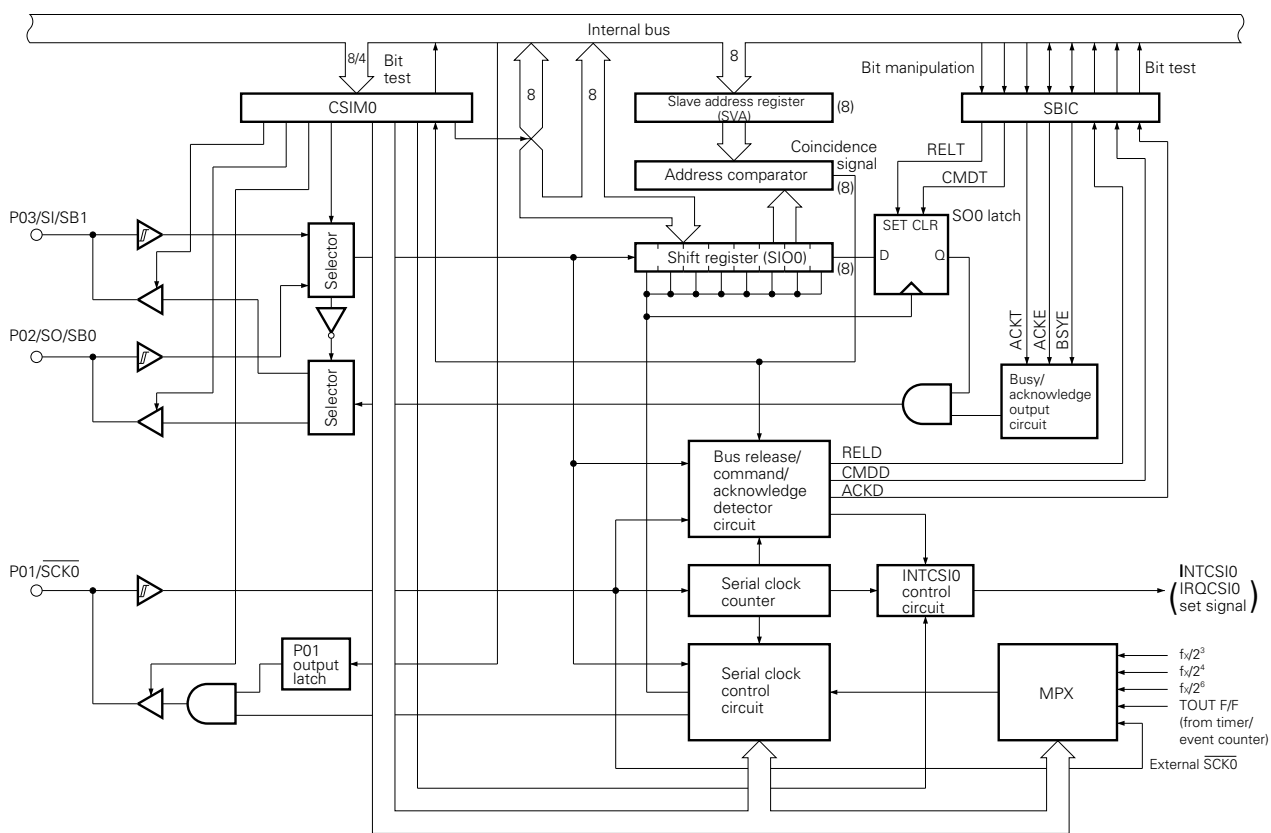 Internal bus
8/4
Bit
test
8
8
8
Bit manipulation
Bit test
CSIM0
Slave address register
(SVA)
(8)
SBIC
Coincidence
signal
RELT
Address comparator
(8)
CMDT
P03/SI/SB1
SO0 latch
SET CLR
Selector
Shift register (SIO0)
(8)
D
Q
P02/SO/SB0
ACKT
ACKE
BSYE
Selector
Busy/
acknowledge
output
circuit
Bus release/
command/
acknowledge
detector
circuit
RELD
CMDD
ACKD
P01/SCK0
Serial clock
counter
INTCSI0
control
circuit
INTCSI0
(IRQCSI0
set signal)
P01
output
latch
Serial clock
control
circuit
MPX
fx/2³
fx/2⁴
fx/2⁶
TOUT F/F
(from timer/
event counter)
External SCK0